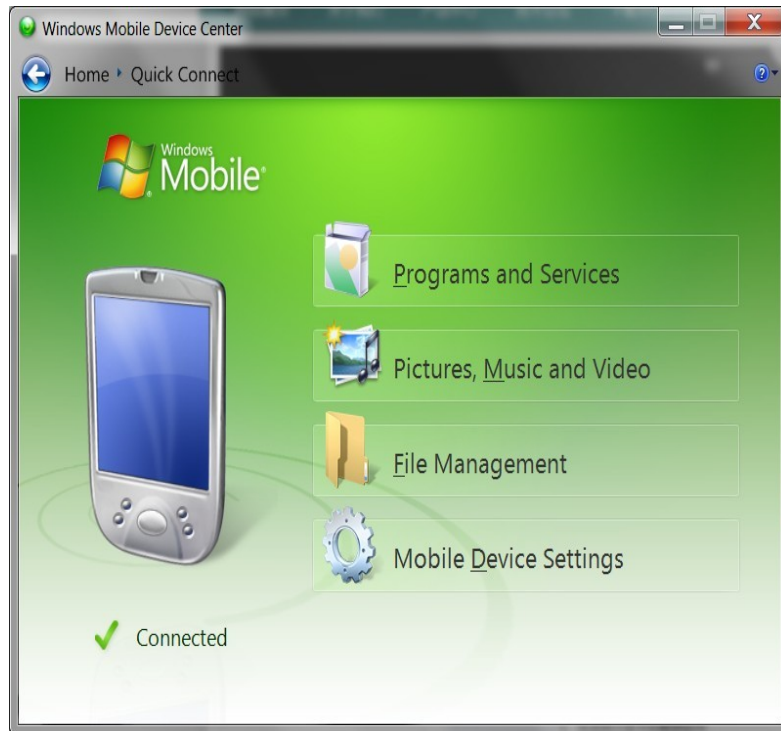 Windows Mobile Device Center
Home ‣ Quick Connect
Windows
Mobile®
Programs and Services
Pictures, Music and Video
File Management
Mobile Device Settings
Connected